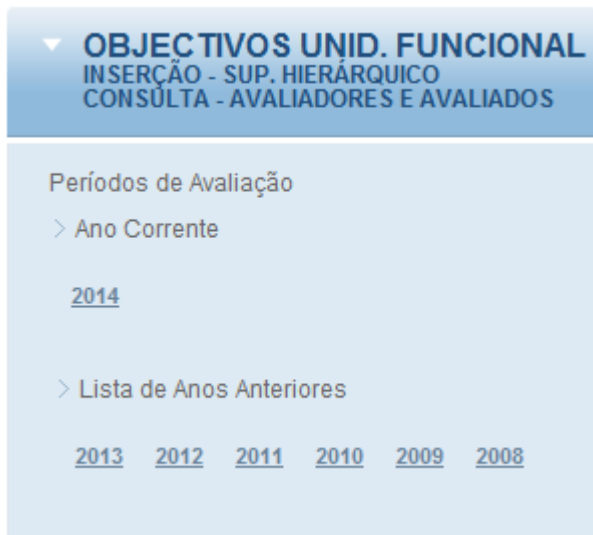 OBJECTIVOS UNID. FUNCIONAL
INSERÇÃO - SUP. HIERÁRQUICO
CONSULTA - AVALIADORES E AVALIADOS
Períodos de Avaliação
Ano Corrente
2014
Lista de Anos Anteriores
2013 2012 2011 2010 2009 2008